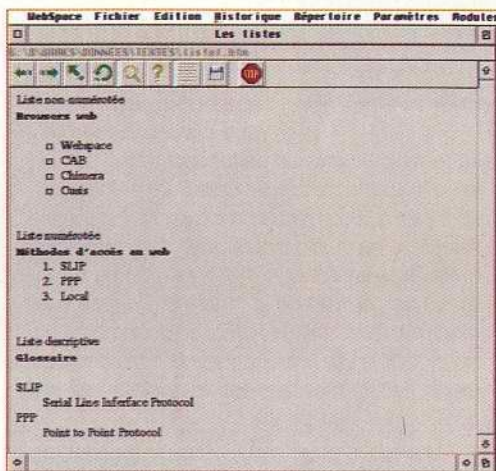 WebSpace Fichier Edition Historique Répertoire Paramètres Modules
Les listes
STOP
Liste non-numérotée
Browsers web
Webspace
CAB
Chimera
Oasis
Liste numérotée
Méthodes d'accès au web
1. SLIP
2. PPP
3. Local
Liste descriptive
Glossaire
SLIP
Serial Line Inferface Protocol
PPP
Point to Point Protocol